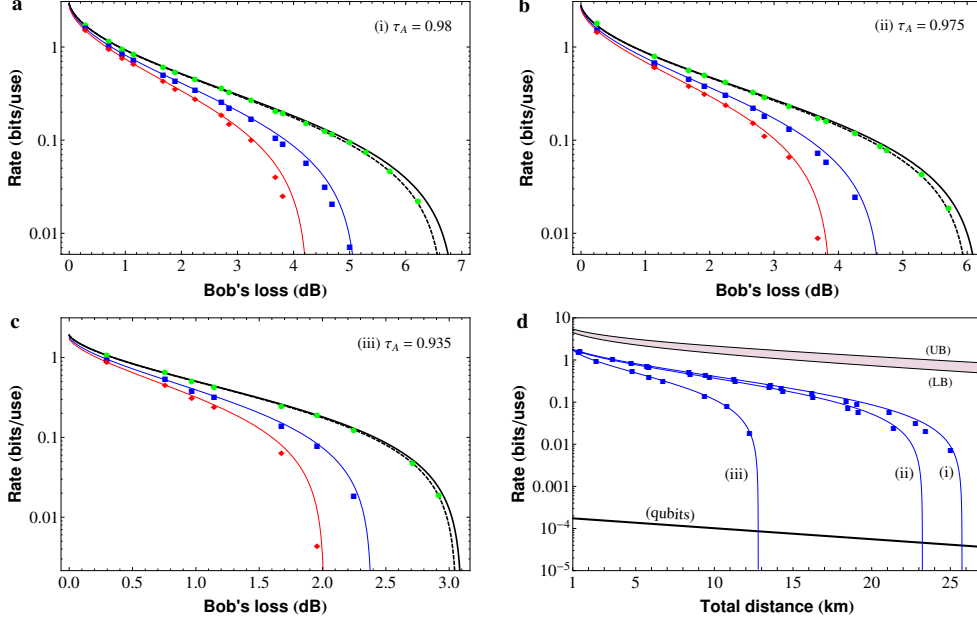 a
(i) τA = 0.98
Rate (bits/use)
1
0.1
0.01
0 1 2 3 4 5 6 7
Bob's loss (dB)
b
(ii) τA = 0.975
Rate (bits/use)
1
0.1
0.01
0 1 2 3 4 5 6
Bob's loss (dB)
c
(iii) τA = 0.935
Rate (bits/use)
1
0.1
0.01
0.0 0.5 1.0 1.5 2.0 2.5 3.0
Bob's loss (dB)
d
Rate (bits/use)
10
1
0.1
0.010
0.001
10−4
10−5
(UB)
(LB)
(iii)
(ii)
(i)
(qubits)
1 5 10 15 20 25
Total distance (km)